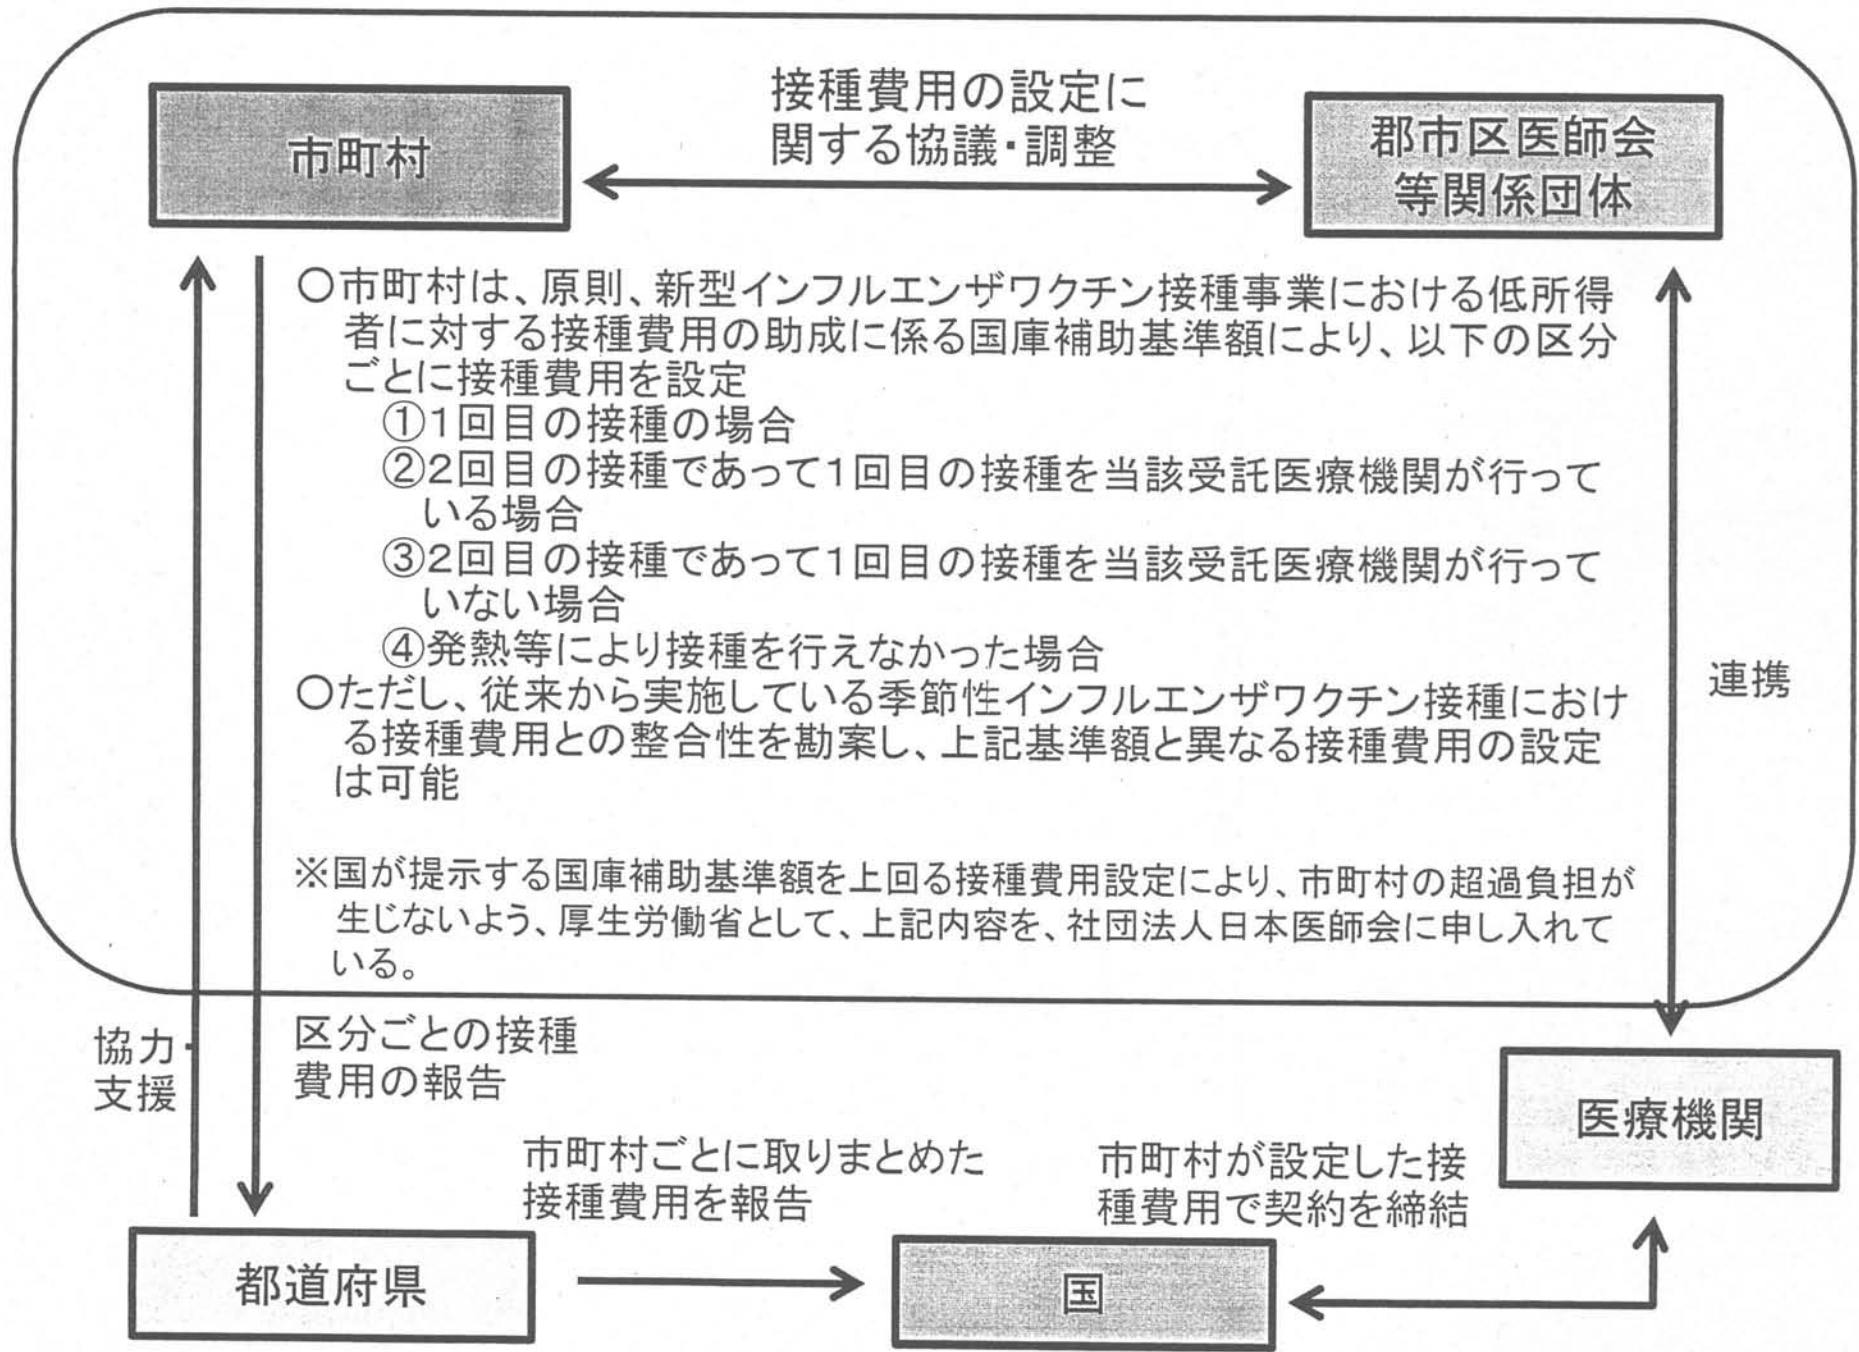 市町村
接種費用の設定に
関する協議・調整
郡市区医師会
等関係団体
○市町村は、原則、新型インフルエンザワクチン接種事業における低所得
者に対する接種費用の助成に係る国庫補助基準額により、以下の区分
ごとに接種費用を設定
①1回目の接種の場合
②2回目の接種であって1回目の接種を当該受託医療機関が行って
いる場合
③2回目の接種であって1回目の接種を当該受託医療機関が行って
いない場合
④発熱等により接種を行えなかった場合
○ただし、従来から実施している季節性インフルエンザワクチン接種におけ
る接種費用との整合性を勘案し、上記基準額と異なる接種費用の設定
は可能
※国が提示する国庫補助基準額を上回る接種費用設定により、市町村の超過負担が
生じないよう、厚生労働省として、上記内容を、社団法人日本医師会に申し入れて
いる。
連携
協力・
支援
区分ごとの接種
費用の報告
医療機関
市町村ごとに取りまとめた
接種費用を報告
市町村が設定した接
種費用で契約を締結
都道府県
国